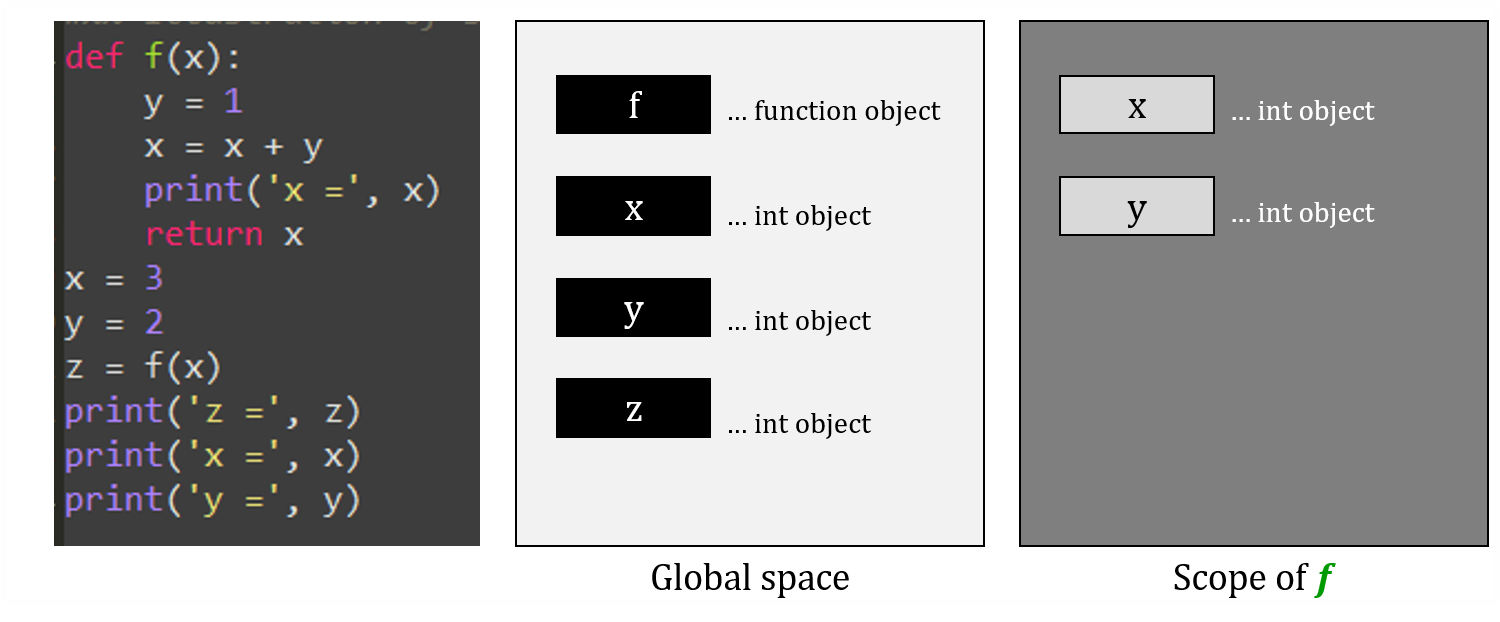 def f(x):
    y = 1
    x = x + y
    print('x =', x)
    return x
x = 3
y = 2
z = f(x)
print('z =', z)
print('x =', x)
print('y =', y)
f ... function object
x ... int object
y ... int object
z ... int object
Global space
x ... int object
y ... int object
Scope of f